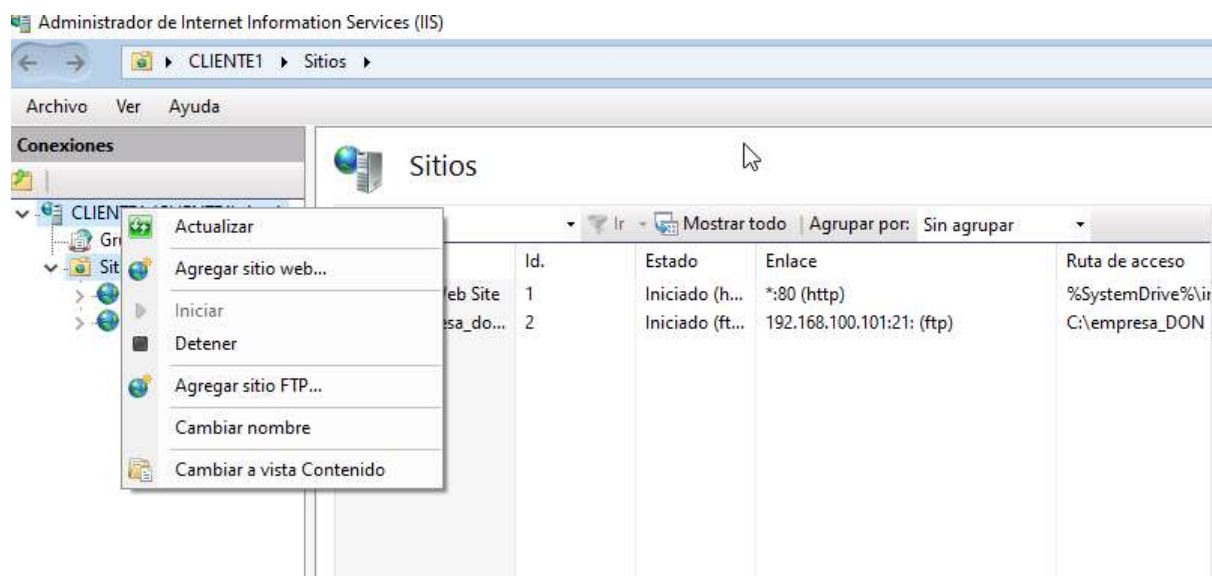 Administrador de Internet Information Services (IIS)
CLIENTE1 Sitios
Archivo Ver Ayuda
Conexiones
Sitios
Actualizar
Agregar sitio web...
Iniciar
Detener
Agregar sitio FTP...
Cambiar nombre
Cambiar a vista Contenido
Ir Mostrar todo Agrupar por: Sin agrupar
Id. Estado Enlace Ruta de acceso
Site 1 Iniciado (h... *:80 (http) %SystemDrive%\
2 Iniciado (ft... 192.168.100.101:21: (ftp) C:\empresa_DON